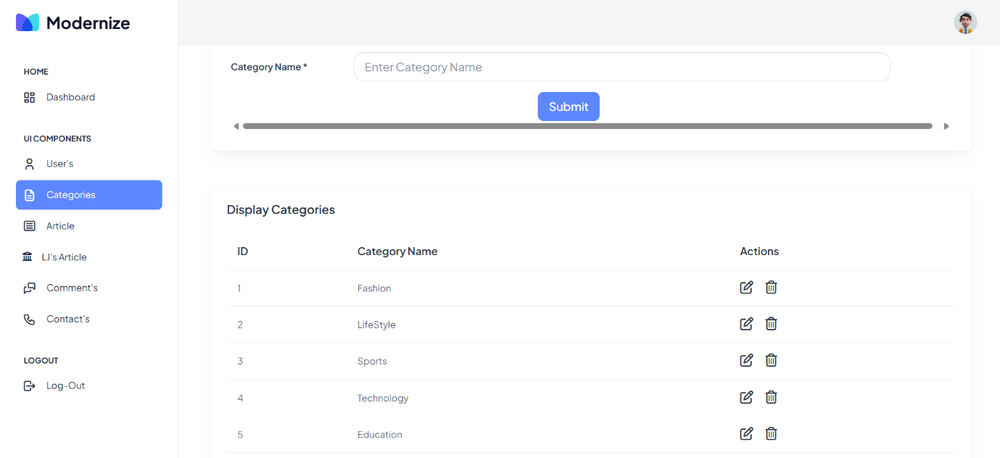 Modernize
HOME
Dashboard
UI COMPONENTS
User's
Categories
Article
LJ's Article
Comment's
Contact's
LOGOUT
Log-Out
Category Name *
Enter Category Name
Submit
Display Categories
ID Category Name Actions
1 Fashion
2 LifeStyle
3 Sports
4 Technology
5 Education